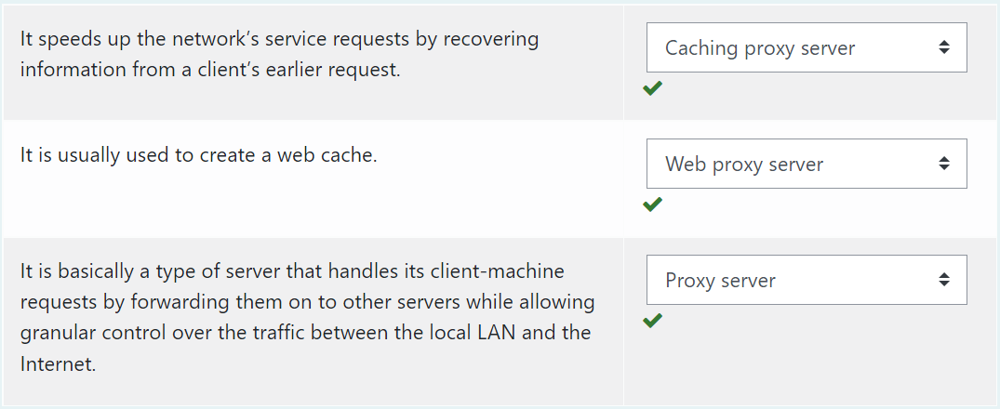 It speeds up the network’s service requests by recovering
information from a client’s earlier request.
Caching proxy server
It is usually used to create a web cache.
Web proxy server
It is basically a type of server that handles its client-machine
requests by forwarding them on to other servers while allowing
granular control over the traffic between the local LAN and the
Internet.
Proxy server